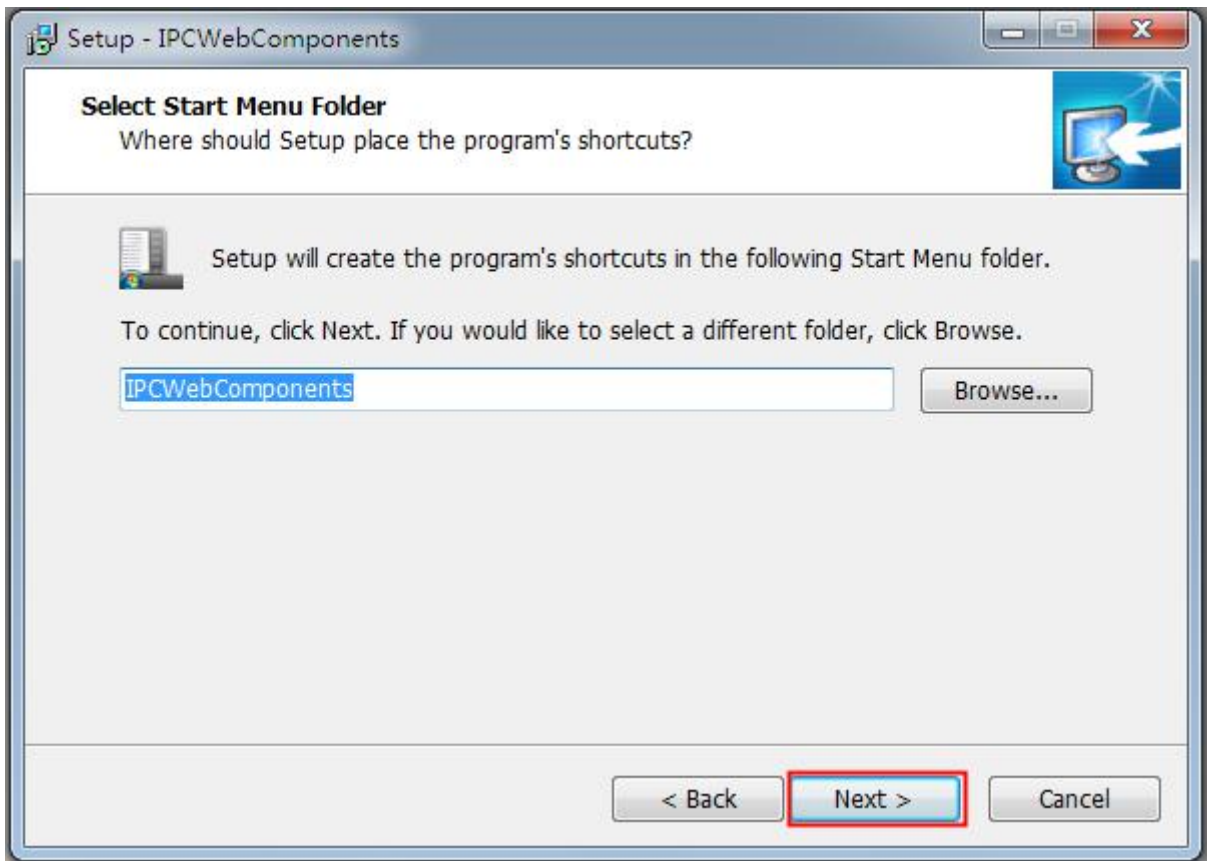 Setup - IPCWebComponents
Select Start Menu Folder
Where should Setup place the program's shortcuts?
Setup will create the program's shortcuts in the following Start Menu folder.
To continue, click Next. If you would like to select a different folder, click Browse.
IPCWebComponents
Browse...
< Back
Next >
Cancel